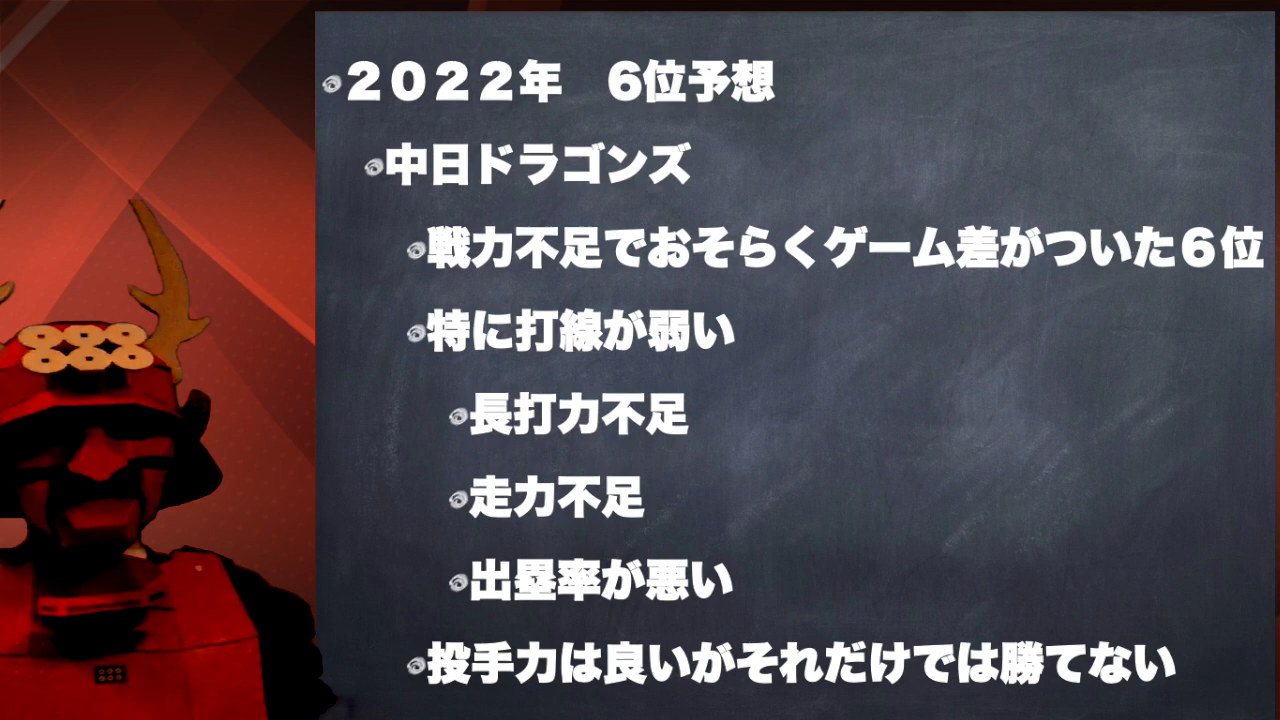 ２０２２年　6位予想
中日ドラゴンズ
戦力不足でおそらくゲーム差がついた６位
特に打線が弱い
長打力不足
走力不足
出塁率が悪い
投手力は良いがそれだけでは勝てない